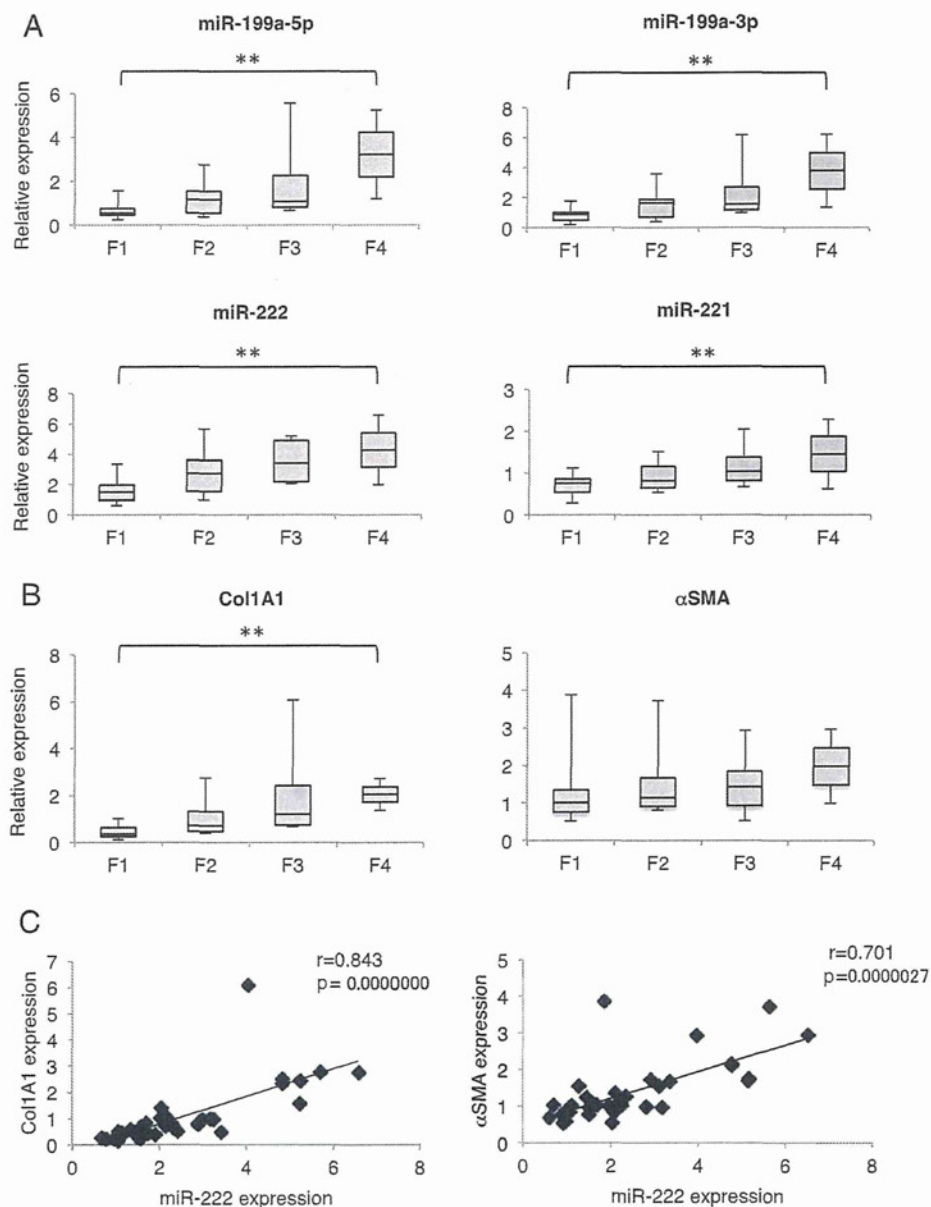 A
miR-199a-5p
miR-199a-3p
**
**
Relative expression
6
4
2
0
F1 F2 F3 F4
8
6
4
2
0
F1 F2 F3 F4
miR-222
miR-221
**
**
Relative expression
8
6
4
2
0
F1 F2 F3 F4
3
2
1
0
F1 F2 F3 F4
B
Col1A1
αSMA
**
Relative expression
8
6
4
2
0
F1 F2 F3 F4
5
4
3
2
1
0
F1 F2 F3 F4
C
Col1A1 expression
7
6
5
4
3
2
1
0
r=0.843
p= 0.0000000
0 2 4 6 8
miR-222 expression
αSMA expression
5
4
3
2
1
0
r=0.701
p=0.0000027
0 2 4 6 8
miR-222 expression